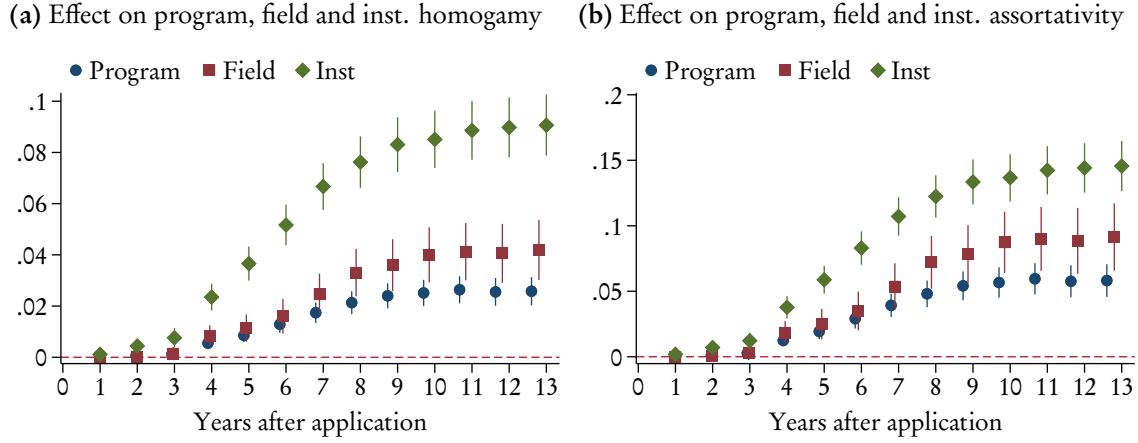 (a) Effect on program, field and inst. homogamy
Program Field Inst
.1
.08
.06
.04
.02
0
0 1 2 3 4 5 6 7 8 9 10 11 12 13
Years after application
(b) Effect on program, field and inst. assortativity
Program Field Inst
.2
.15
.1
.05
0
0 1 2 3 4 5 6 7 8 9 10 11 12 13
Years after application